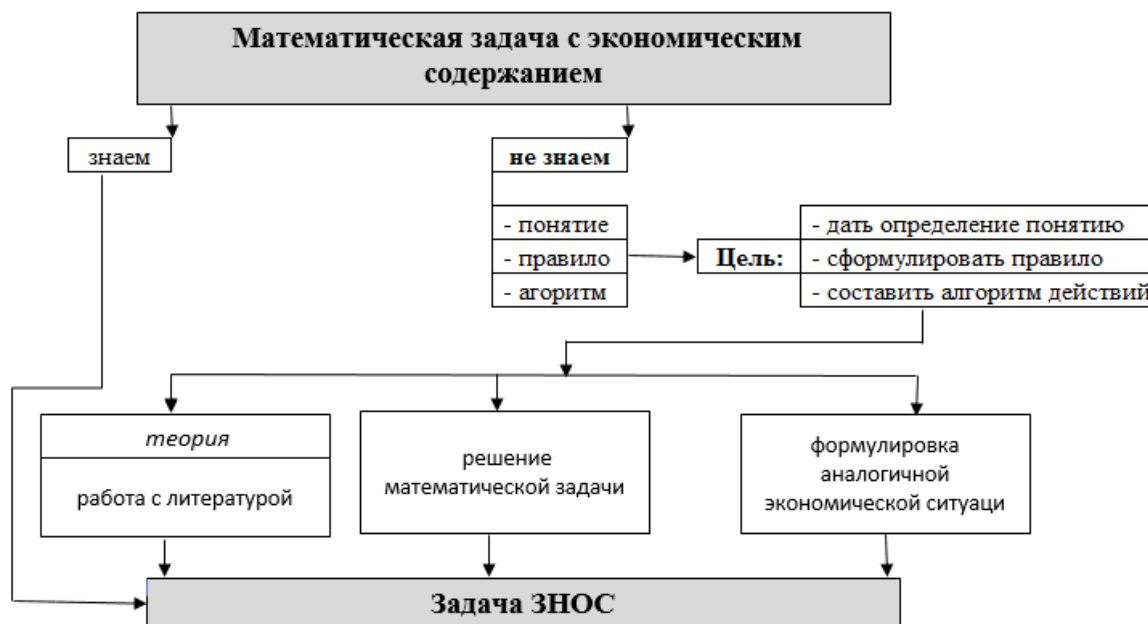 Математическая задача с экономическим
содержанием
знаем
не знаем
- понятие
- правило
- агоритм
Цель:
- дать определение понятию
- сформулировать правило
- составить алгоритм действий
теория
работа с литературой
решение
математической задачи
формулировка
аналогичной
экономической ситуаци
Задача ЗНОС